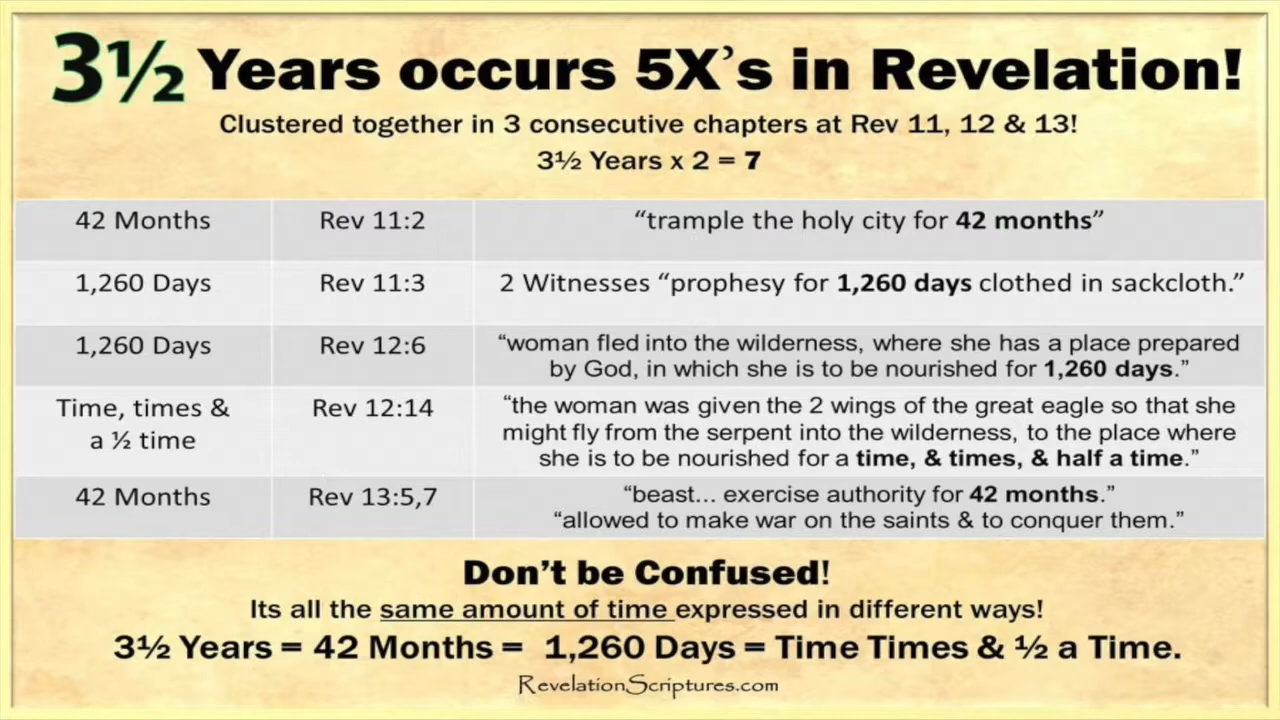 3½ Years occurs 5X’s in Revelation!
Clustered together in 3 consecutive chapters at Rev 11, 12 & 13!
3½ Years x 2 = 7
42 Months Rev 11:2 “trample the holy city for 42 months”
1,260 Days Rev 11:3 2 Witnesses “prophesy for 1,260 days clothed in sackcloth.”
1,260 Days Rev 12:6 “woman fled into the wilderness, where she has a place prepared
by God, in which she is to be nourished for 1,260 days.”
Time, times & Rev 12:14 “the woman was given the 2 wings of the great eagle so that she
a ½ time might fly from the serpent into the wilderness, to the place where
she is to be nourished for a time, & times, & half a time.”
42 Months Rev 13:5,7 “beast... exercise authority for 42 months.”
“allowed to make war on the saints & to conquer them.”
Don’t be Confused!
Its all the same amount of time expressed in different ways!
3½ Years = 42 Months = 1,260 Days = Time Times & ½ a Time.
RevelationScriptures.com